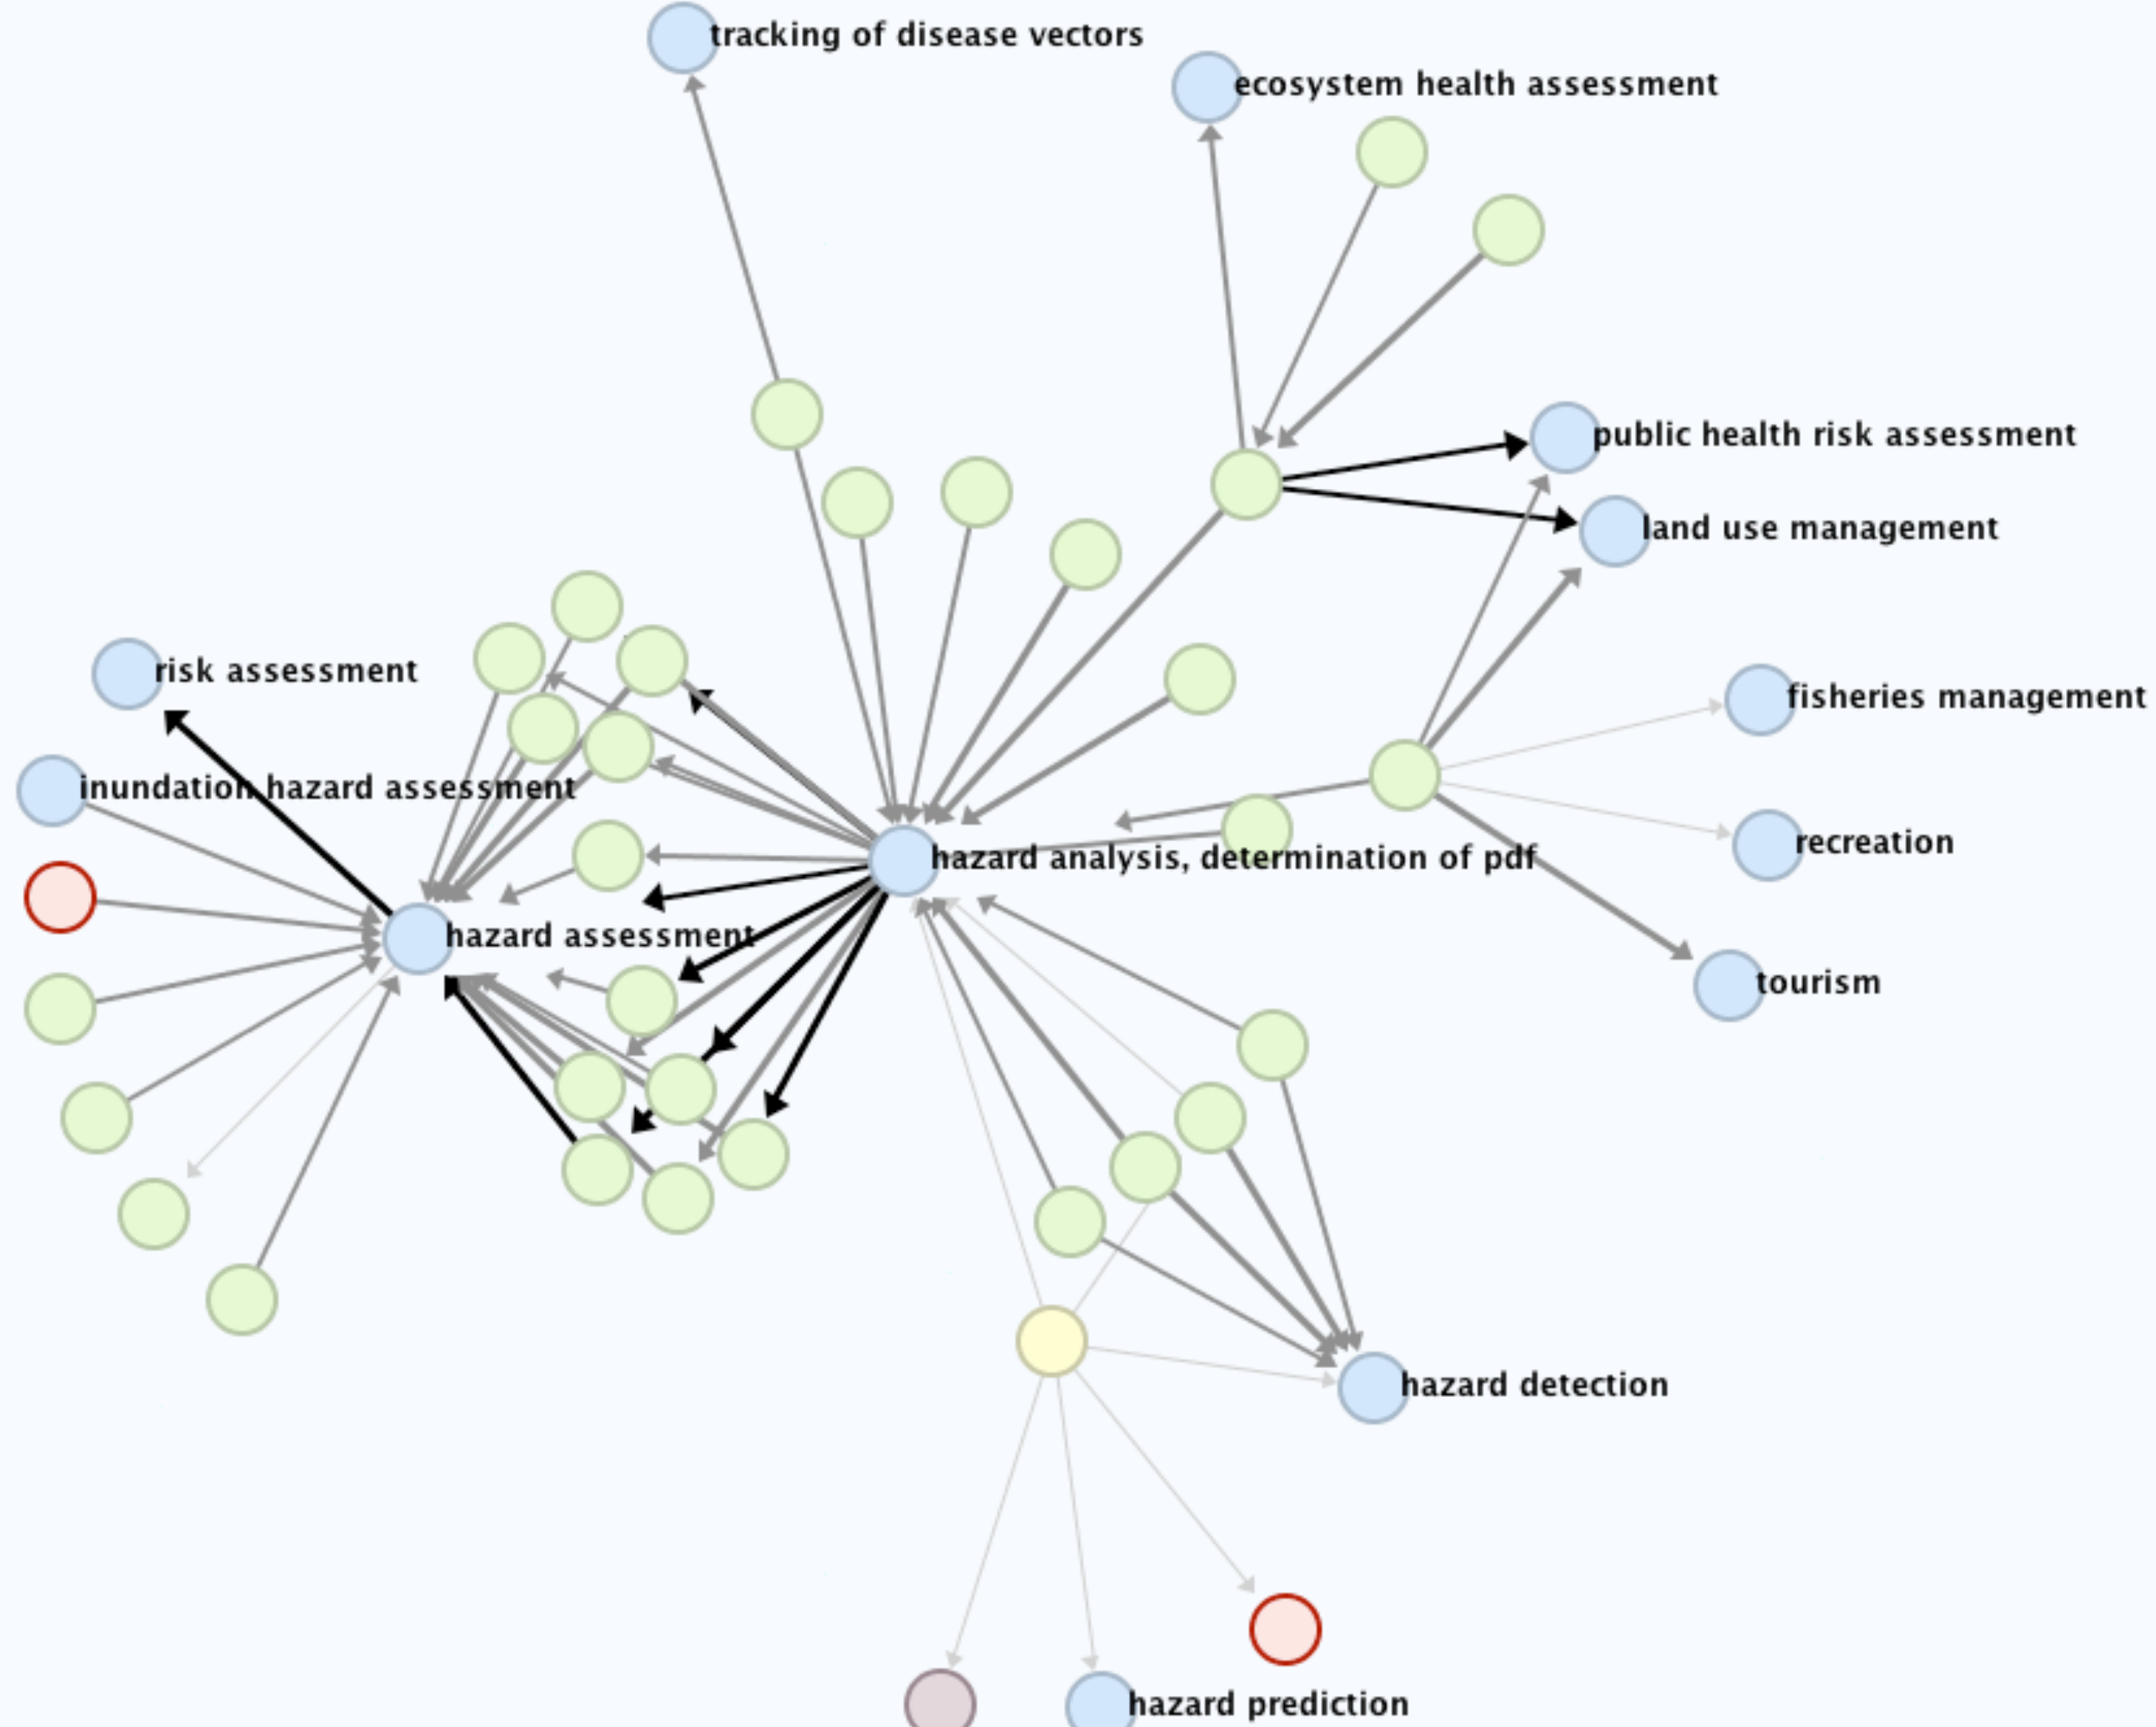 tracking of disease vectors
ecosystem health assessment
public health risk assessment
land use management
risk assessment
fisheries management
inundation hazard assessment
recreation
hazard analysis, determination of pdf
hazard assessment
tourism
hazard detection
hazard prediction